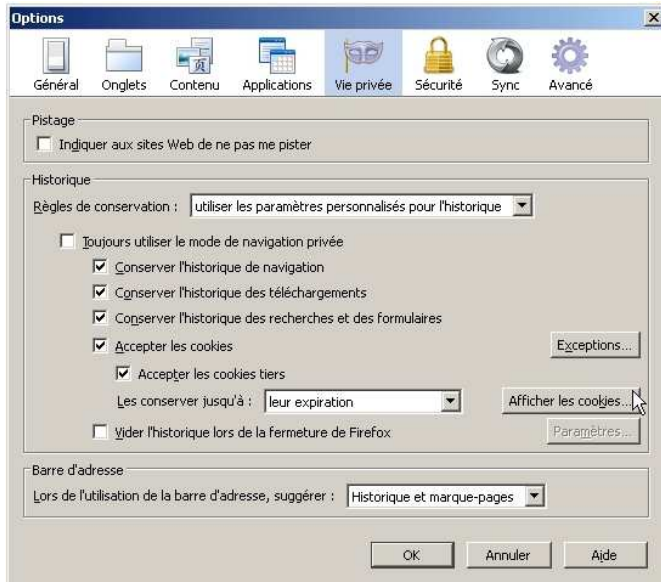 Options
Général Onglets Contenu Applications Vie privée Sécurité Sync Avancé
Pistage
Indiquer aux sites Web de ne pas me pister
Historique
Règles de conservation : utiliser les paramètres personnalisés pour l'historique
Toujours utiliser le mode de navigation privée
Conserver l'historique de navigation
Conserver l'historique des téléchargements
Conserver l'historique des recherches et des formulaires
Accepter les cookies Exceptions...
Accepter les cookies tiers
Les conserver jusqu'à : leur expiration Afficher les cookies...
Vider l'historique lors de la fermeture de Firefox Paramètres...
Barre d'adresse
Lors de l'utilisation de la barre d'adresse, suggérer : Historique et marque-pages
OK Annuler Aide